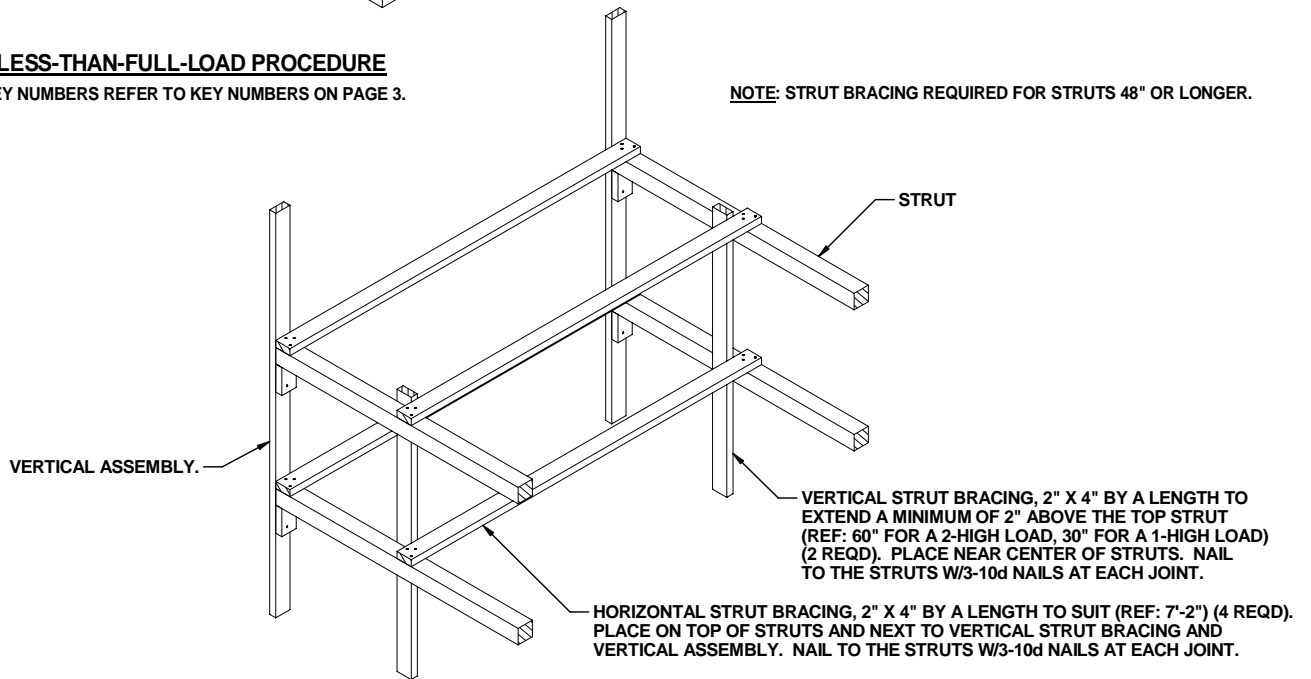 LESS-THAN-FULL-LOAD PROCEDURE
EY NUMBERS REFER TO KEY NUMBERS ON PAGE 3.
NOTE: STRUT BRACING REQUIRED FOR STRUTS 48" OR LONGER.
STRUT
VERTICAL ASSEMBLY.
VERTICAL STRUT BRACING, 2" X 4" BY A LENGTH TO
EXTEND A MINIMUM OF 2" ABOVE THE TOP STRUT
(REF: 60" FOR A 2-HIGH LOAD, 30" FOR A 1-HIGH LOAD)
(2 REQD). PLACE NEAR CENTER OF STRUTS. NAIL
TO THE STRUTS W/3-10d NAILS AT EACH JOINT.
HORIZONTAL STRUT BRACING, 2" X 4" BY A LENGTH TO SUIT (REF: 7'-2") (4 REQD).
PLACE ON TOP OF STRUTS AND NEXT TO VERTICAL STRUT BRACING AND
VERTICAL ASSEMBLY. NAIL TO THE STRUTS W/3-10d NAILS AT EACH JOINT.